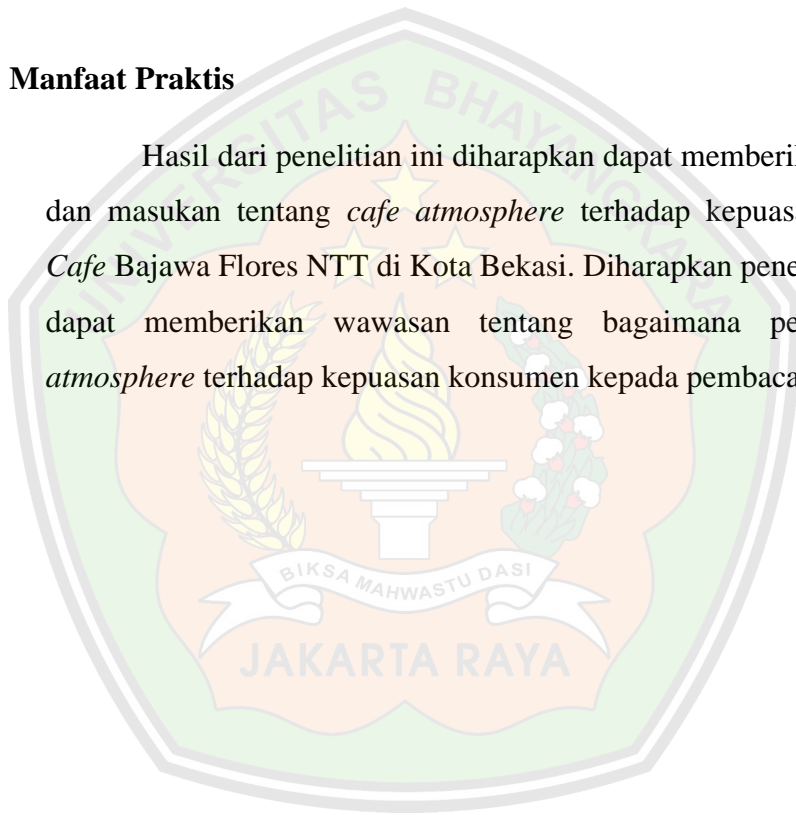 Manfaat Praktis
Hasil dari penelitian ini diharapkan dapat memberi
dan masukan tentang cafe atmosphere terhadap kepuas
Cafe Bajawa Flores NTT di Kota Bekasi. Diharapkan pene
dapat memberikan wawasan tentang bagaimana pe
atmosphere terhadap kepuasan konsumen kepada pembaca
UNIVERSITAS BHAYANGKARA
BIKSA MAHWASTU DASI
JAKARTA RAYA